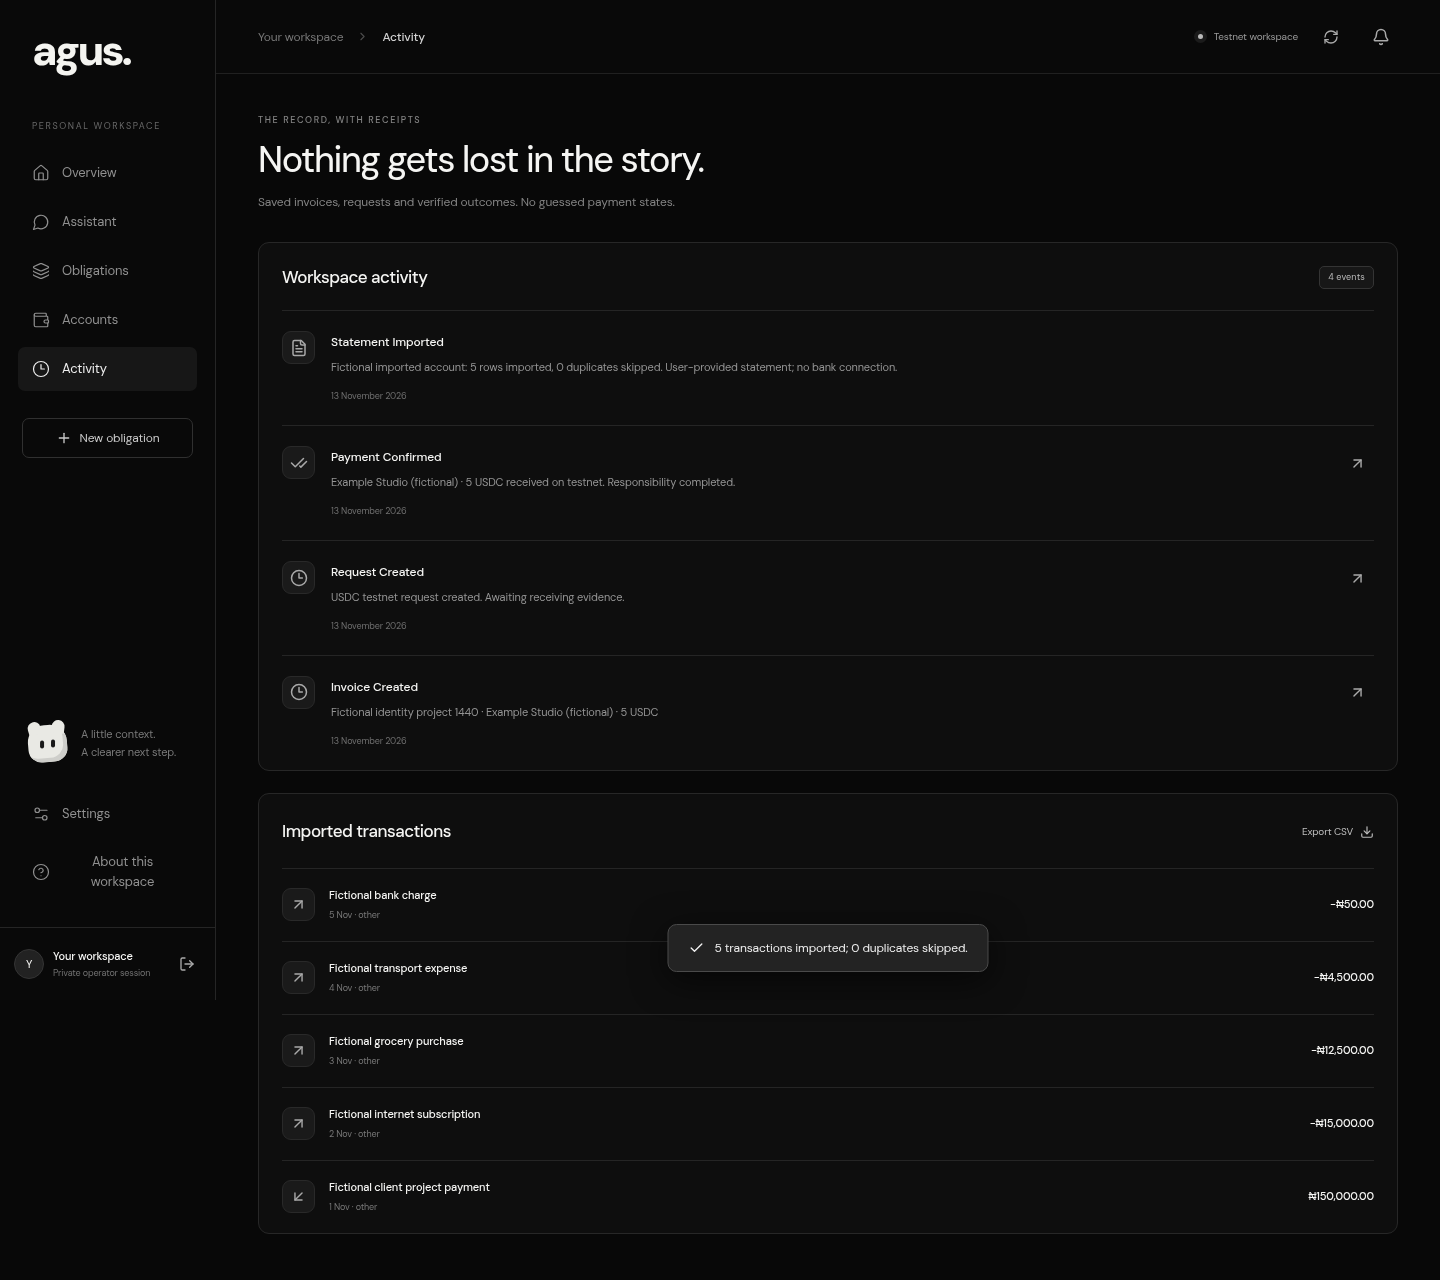 agus.
PERSONAL WORKSPACE
Overview
Assistant
Obligations
Accounts
Activity
New obligation
A little context.
A clearer next step.
Settings
About this
workspace
Y
Your workspace
Private operator session
Your workspace > Activity
Testnet workspace
THE RECORD, WITH RECEIPTS
Nothing gets lost in the story.
Saved invoices, requests and verified outcomes. No guessed payment states.
Workspace activity
4 events
Statement Imported
Fictional imported account: 5 rows imported, 0 duplicates skipped. User-provided statement; no bank connection.
13 November 2026
Payment Confirmed
Example Studio (fictional) · 5 USDC received on testnet. Responsibility completed.
13 November 2026
Request Created
USDC testnet request created. Awaiting receiving evidence.
13 November 2026
Invoice Created
Fictional identity project 1440 · Example Studio (fictional) · 5 USDC
13 November 2026
Imported transactions
Export CSV
Fictional bank charge
5 Nov · other
-₦50.00
5 transactions imported; 0 duplicates skipped.
Fictional transport expense
4 Nov · other
-₦4,500.00
Fictional grocery purchase
3 Nov · other
-₦12,500.00
Fictional internet subscription
2 Nov · other
-₦15,000.00
Fictional client project payment
1 Nov · other
₦150,000.00